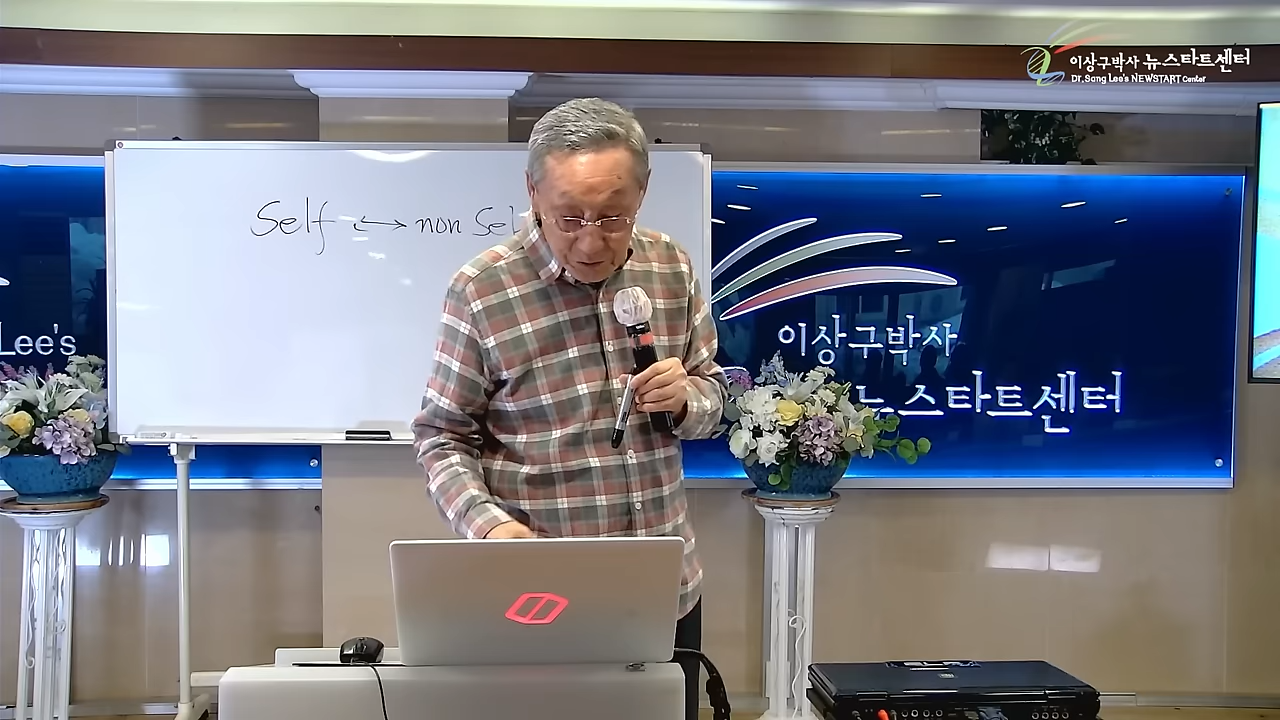 이상구박사 뉴스타트센터
Dr. Sang Lee's NEWSTART Center
Self ↔ non Sel
Lee's
이상구박사
뉴스타트센터